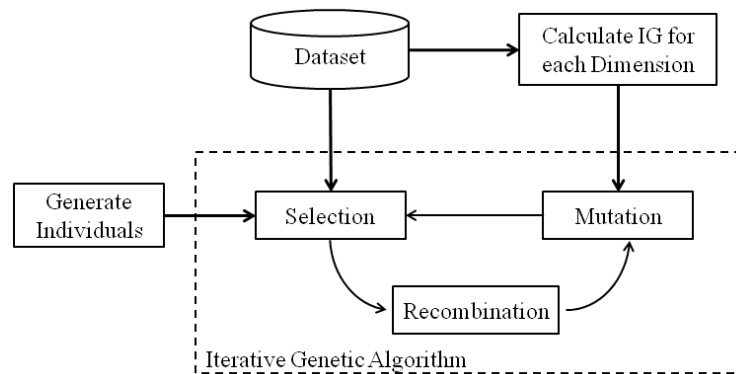 Dataset
Calculate IG for
each Dimension
Generate
Individuals
Selection
Mutation
Recombination
Iterative Genetic Algorithm